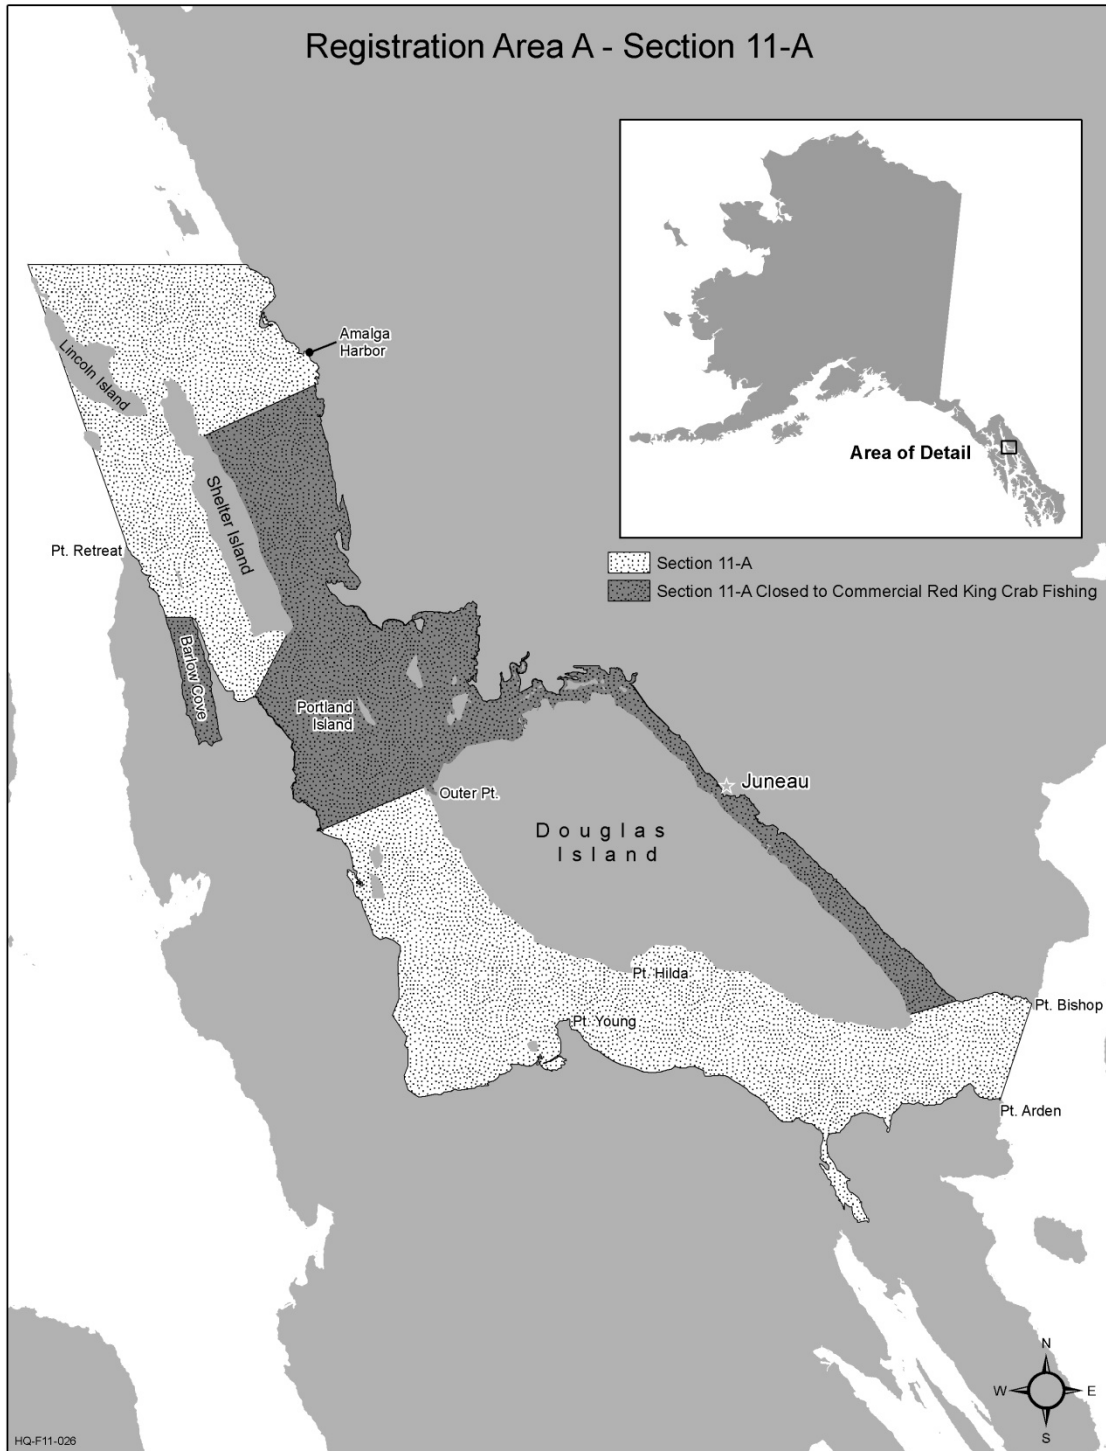 Registration Area A - Section 11-A
Area of Detail
Amalga
Harbor
Lincoln Island
Shelter Island
Pt. Retreat
Section 11-A
Section 11-A Closed to Commercial Red King Crab Fishing
Barlow Cove
Portland
Island
Outer Pt.
Juneau
Douglas
Island
Pt. Hilda
Pt. Young
Pt. Bishop
Pt. Arden
N
W
E
S
HQ-F11-026